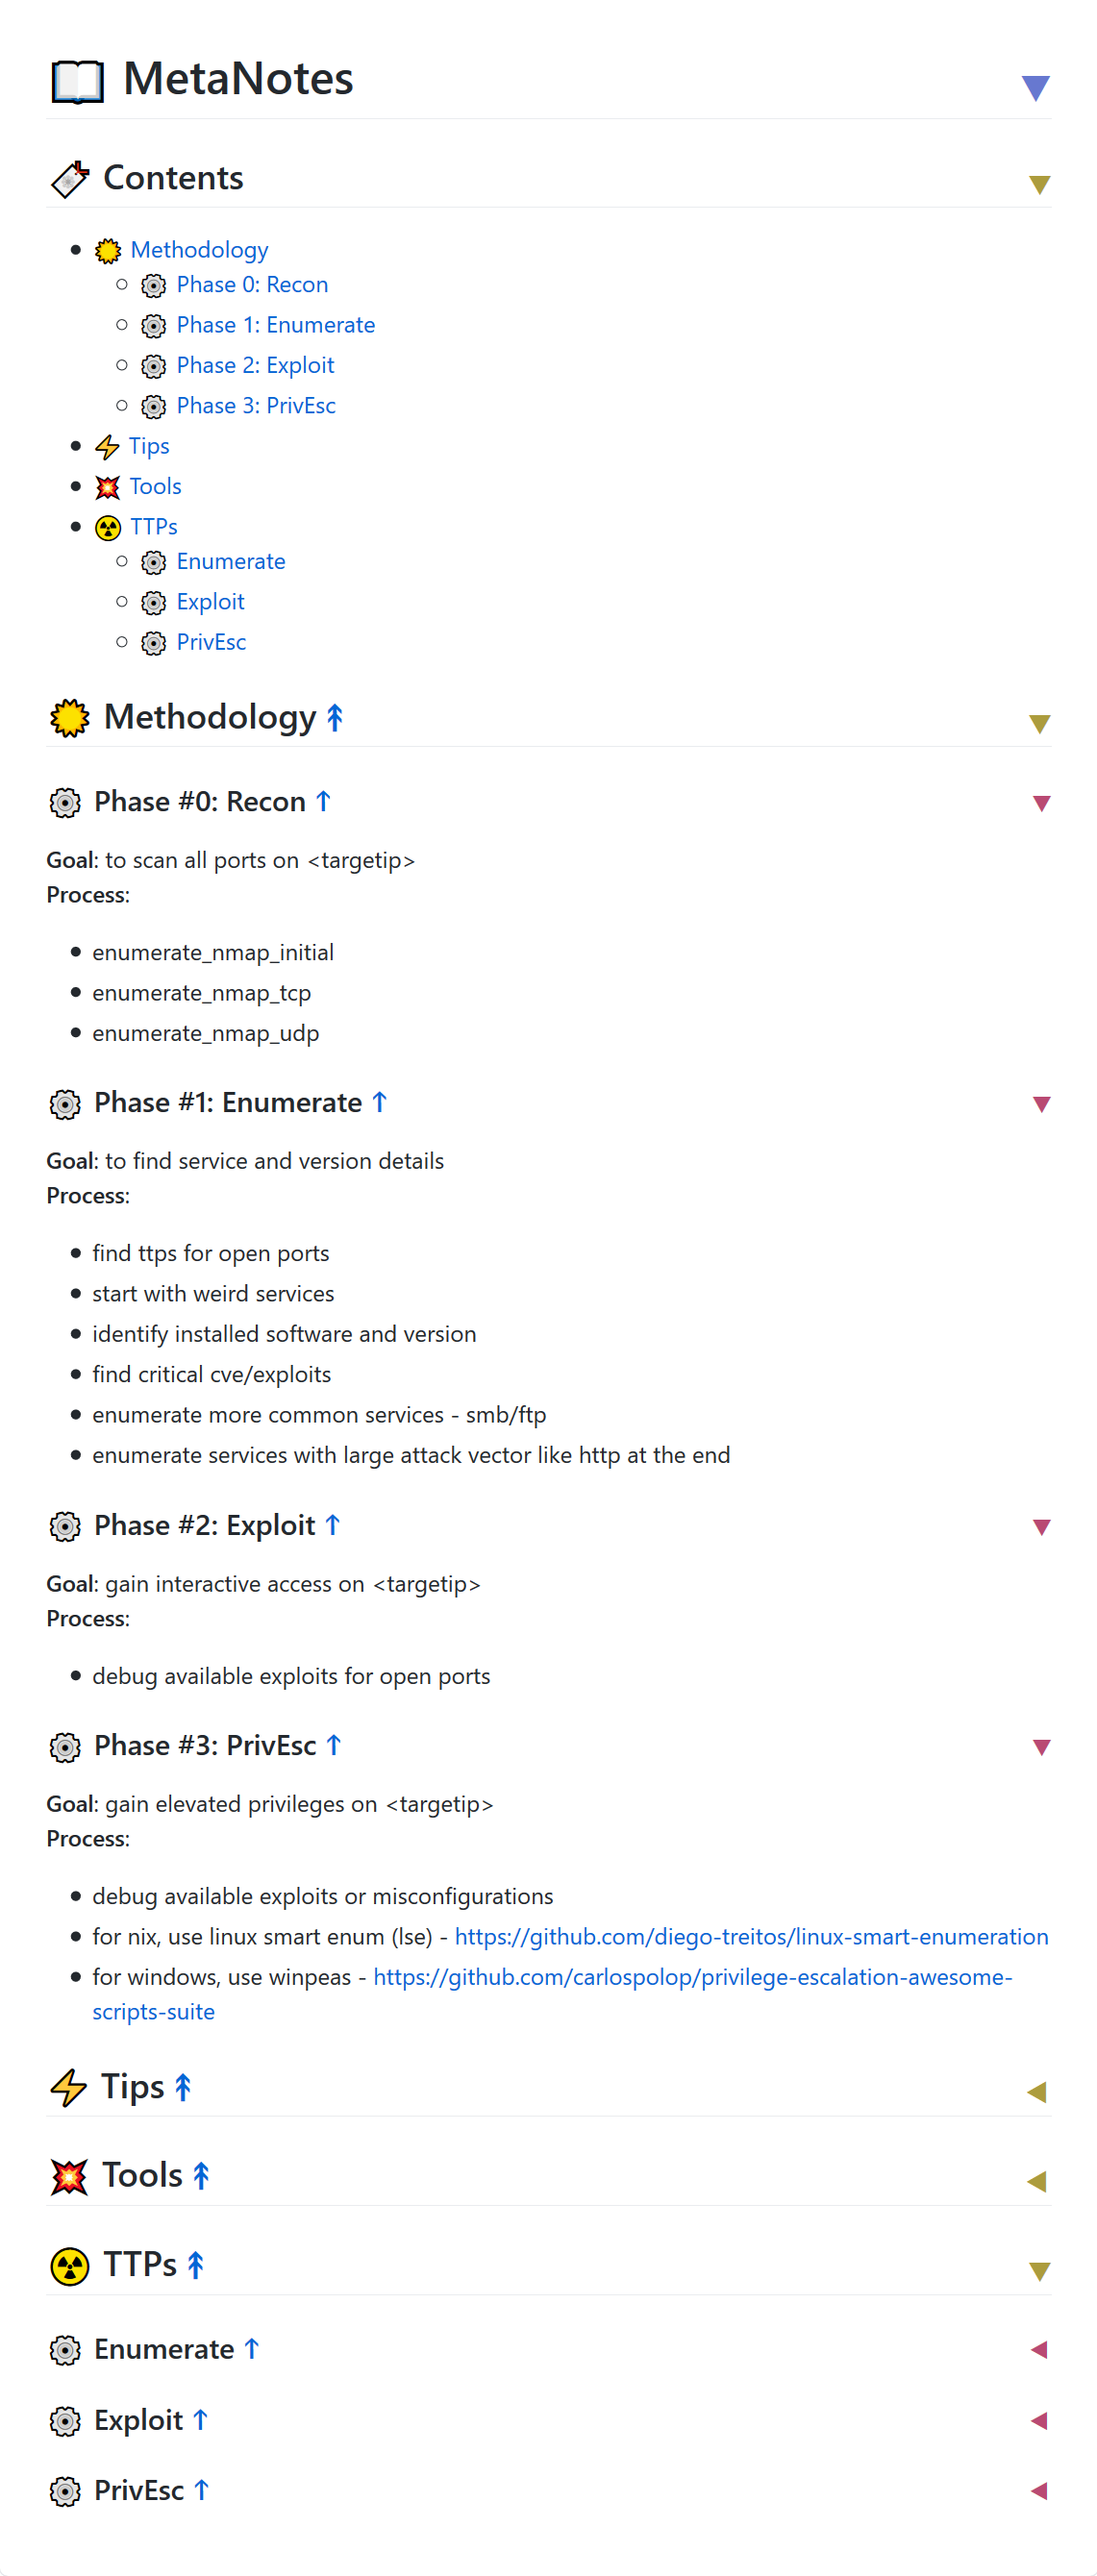 MetaNotes
Contents
Methodology
Phase 0: Recon
Phase 1: Enumerate
Phase 2: Exploit
Phase 3: PrivEsc
Tips
Tools
TTPs
Enumerate
Exploit
PrivEsc
Methodology ↟
Phase #0: Recon ↑
Goal: to scan all ports on <targetip>
Process:
enumerate_nmap_initial
enumerate_nmap_tcp
enumerate_nmap_udp
Phase #1: Enumerate ↑
Goal: to find service and version details
Process:
find ttps for open ports
start with weird services
identify installed software and version
find critical cve/exploits
enumerate more common services - smb/ftp
enumerate services with large attack vector like http at the end
Phase #2: Exploit ↑
Goal: gain interactive access on <targetip>
Process:
debug available exploits for open ports
Phase #3: PrivEsc ↑
Goal: gain elevated privileges on <targetip>
Process:
debug available exploits or misconfigurations
for nix, use linux smart enum (lse) - https://github.com/diego-treitos/linux-smart-enumeration
for windows, use winpeas - https://github.com/carlospolop/privilege-escalation-awesome-
scripts-suite
Tips ↟
Tools ↟
TTPs ↟
Enumerate ↑
Exploit ↑
PrivEsc ↑